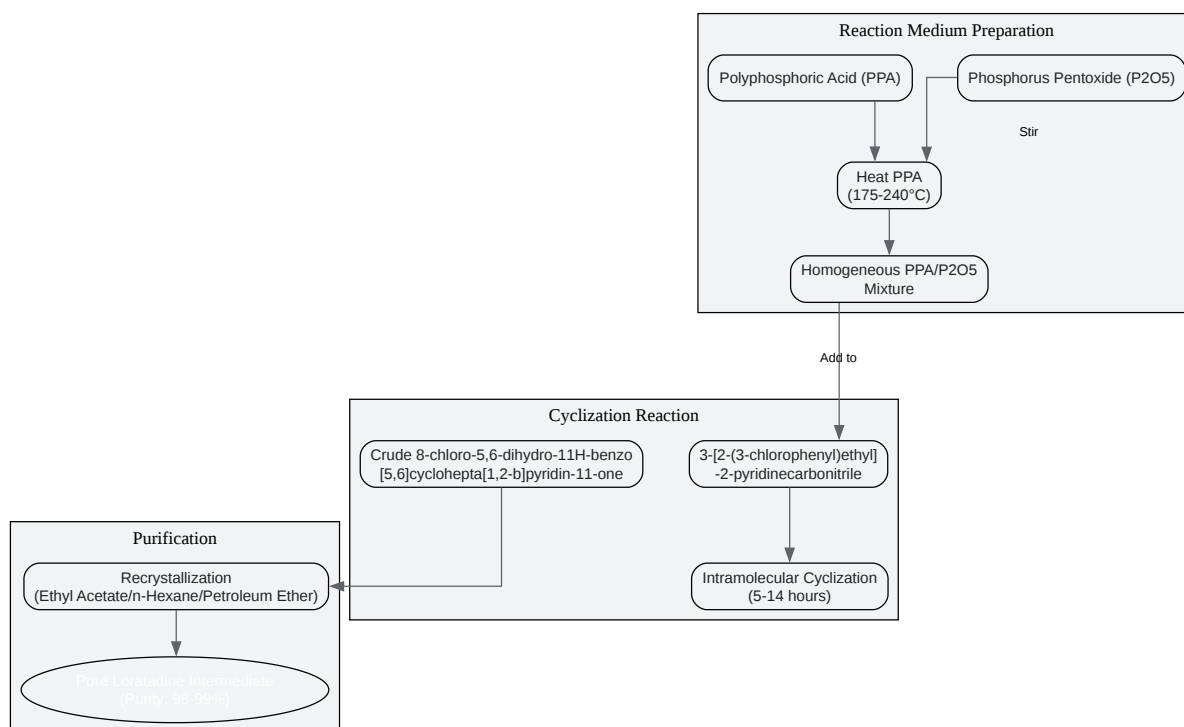 Reaction Medium Preparation
Polyphosphoric Acid (PPA)
Phosphorus Pentoxide (P2O5)
Stir
Heat PPA
(175-240°C)
Homogeneous PPA/P2O5
Mixture
Add to
Cyclization Reaction
Crude 8-chloro-5,6-dihydro-11H-benzo
[5,6]cyclohepta[1,2-b]pyridin-11-one
3-[2-(3-chlorophenyl)ethyl]
-2-pyridinecarbonitrile
Intramolecular Cyclization
(5-14 hours)
Purification
Recrystallization
(Ethyl Acetate/n-Hexane/Petroleum Ether)
Pure Loratadine Intermediate
(Purity: 98-99%)